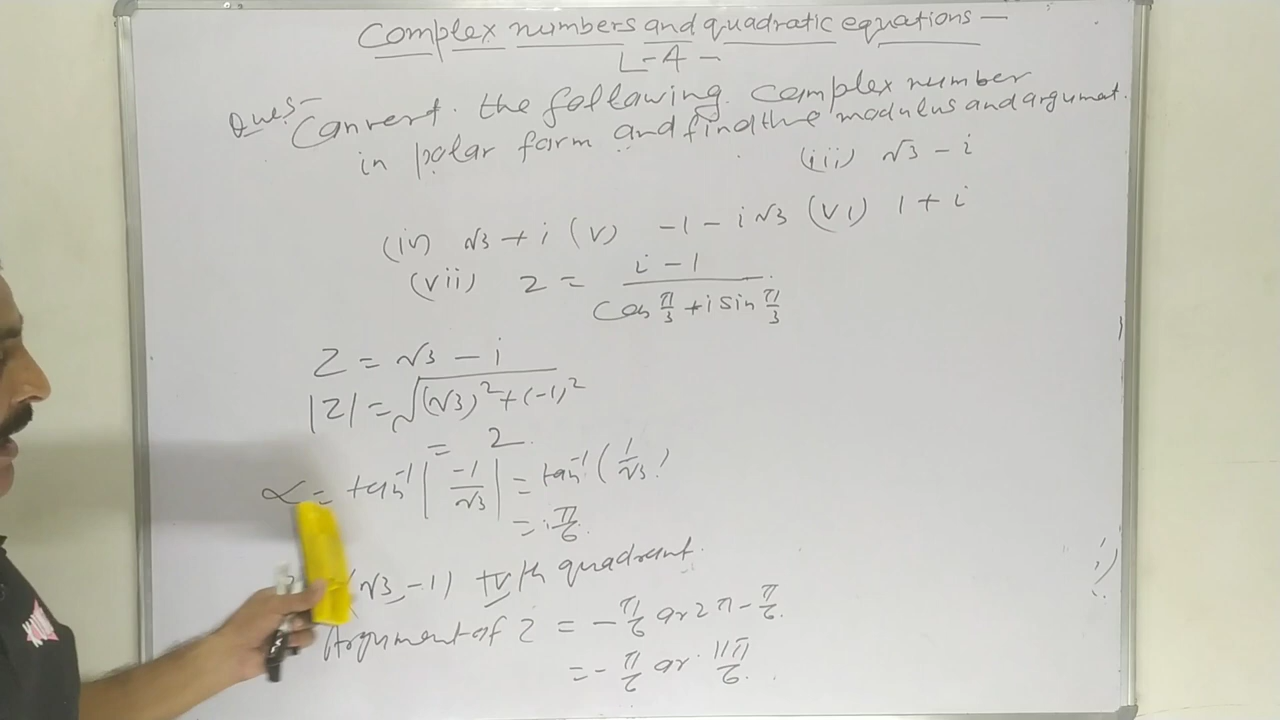 Complex numbers and quadratic equations —
L-4 -
Ques- Convert. the following. complex number
in polar form and find the modulus and argumat.
(iii) √3 - i
(iv) √3 + i (v) -1 - i√3 (vi) 1 + i
(vii) z = i - 1 / Cos π/3 + i sin π/3
Z = √3 - i
|Z| = √(√3)² + (-1)²
= 2.
α = tan⁻¹ | -1/√3 | = tan⁻¹ (1/√3)
= π/6.
(√3, -1) IVth quadrant.
Argument of Z = - π/6 or 2π - π/6.
= - π/6 or 11π/6.